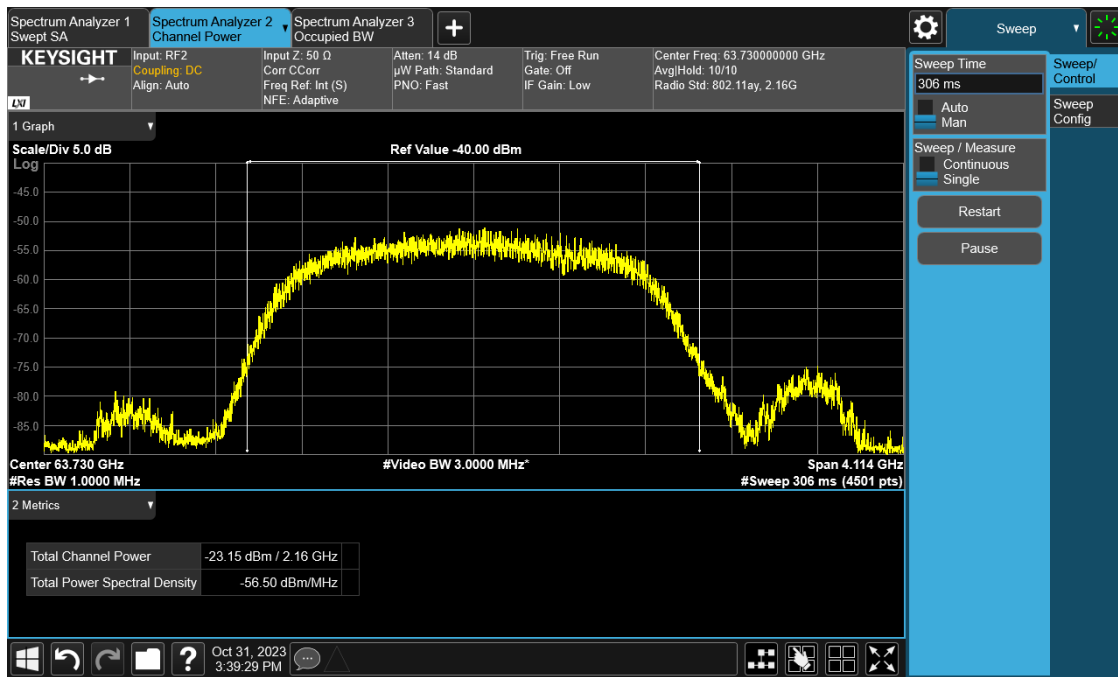 Spectrum Analyzer 1
Swept SA
Spectrum Analyzer 2
Channel Power
Spectrum Analyzer 3
Occupied BW
Sweep
KEYSIGHT
LXI
Input: RF2
Coupling: DC
Align: Auto
Input Z: 50 Ω
Corr CCorr
Freq Ref: Int (S)
NFE: Adaptive
Atten: 14 dB
µW Path: Standard
PNO: Fast
Trig: Free Run
Gate: Off
IF Gain: Low
Center Freq: 63.730000000 GHz
Avg|Hold: 10/10
Radio Std: 802.11ay, 2.16G
Sweep Time
306 ms
Auto
Man
Sweep / Measure
Continuous
Single
Restart
Pause
Sweep/
Control
Sweep
Config
1 Graph
Scale/Div 5.0 dB
Ref Value -40.00 dBm
Log
-45.0
-50.0
-55.0
-60.0
-65.0
-70.0
-75.0
-80.0
-85.0
Center 63.730 GHz
#Video BW 3.0000 MHz*
Span 4.114 GHz
#Res BW 1.0000 MHz
#Sweep 306 ms (4501 pts)
2 Metrics
Total Channel Power -23.15 dBm / 2.16 GHz
Total Power Spectral Density -56.50 dBm/MHz
?
Oct 31, 2023
3:39:29 PM